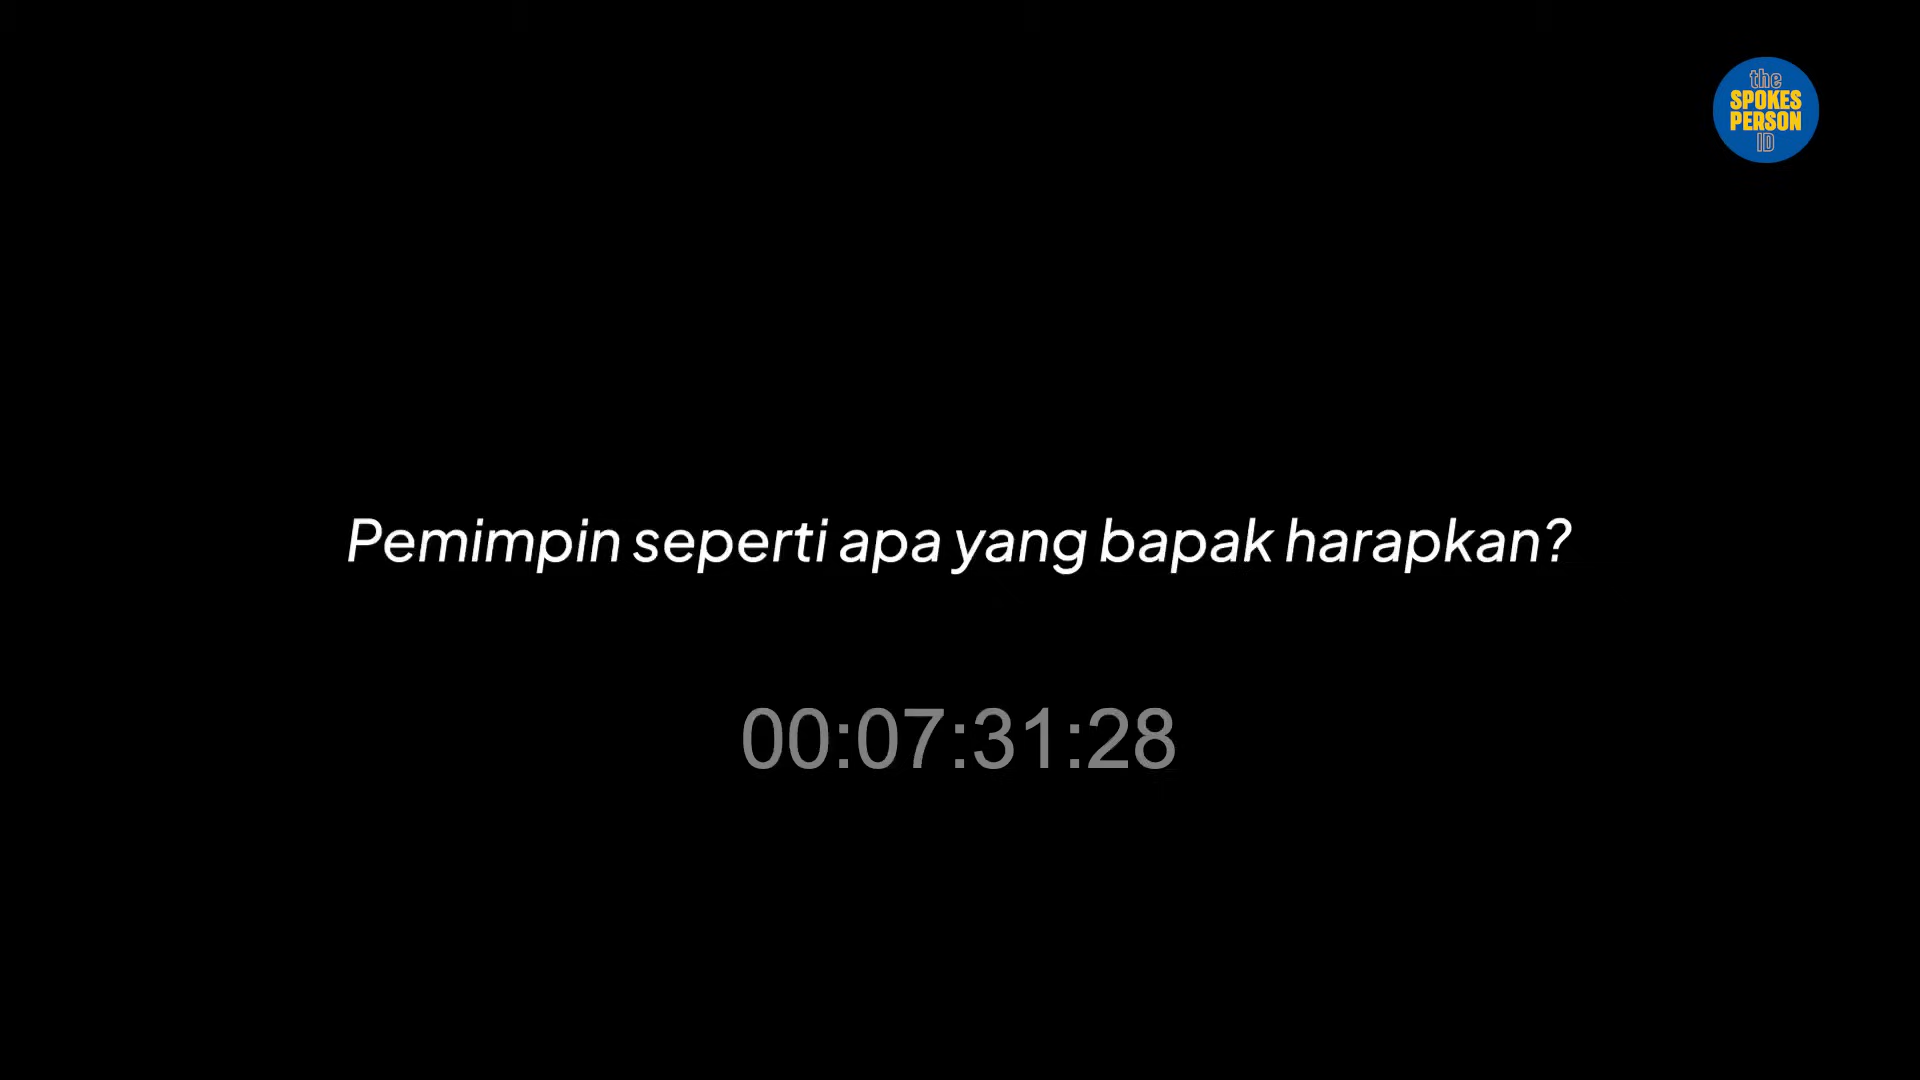 the
SPOKES
PERSON
ID
Pemimpin seperti apa yang bapak harapkan?
00:07:31:28